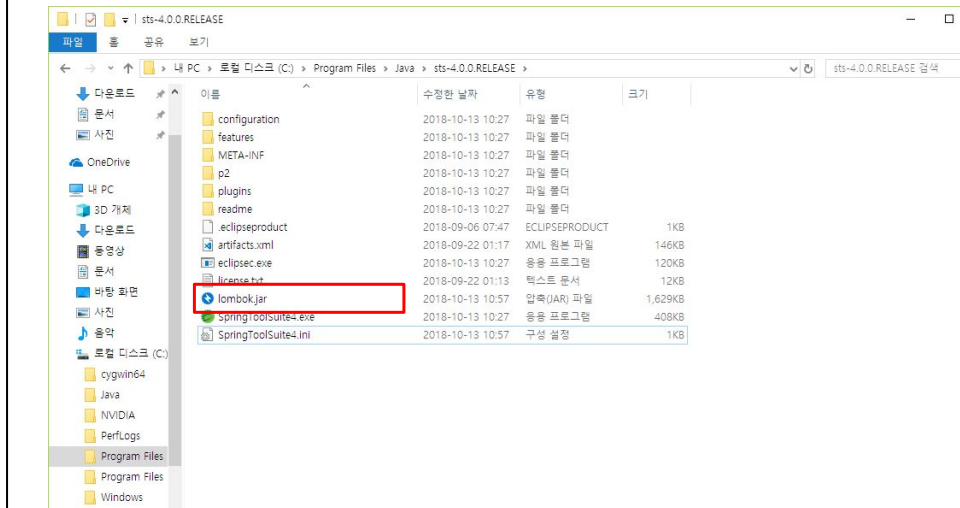 sts-4.0.0.RELEASE
파일 홈 공유 보기
내 PC > 로컬 디스크 (C:) > Program Files > Java > sts-4.0.0.RELEASE >
sts-4.0.0.RELEASE 검색
다운로드
문서
사진
OneDrive
내 PC
3D 개체
다운로드
동영상
문서
바탕 화면
사진
음악
로컬 디스크 (C:)
cygwin64
Java
NVIDIA
PerfLogs
Program Files
Program Files
Windows
이름 수정한 날짜 유형 크기
configuration 2018-10-13 10:27 파일 폴더
features 2018-10-13 10:27 파일 폴더
META-INF 2018-10-13 10:27 파일 폴더
p2 2018-10-13 10:27 파일 폴더
plugins 2018-10-13 10:27 파일 폴더
readme 2018-10-13 10:27 파일 폴더
.eclipseproduct 2018-09-06 07:47 ECLIPSEPRODUCT 1KB
artifacts.xml 2018-09-22 01:17 XML 원본 파일 146KB
eclipsec.exe 2018-10-13 10:27 응용 프로그램 120KB
license.txt 2018-09-22 01:13 텍스트 문서 12KB
lombok.jar 2018-10-13 10:57 압축(JAR) 파일 1,629KB
SpringToolSuite4.exe 2018-10-13 10:27 응용 프로그램 408KB
SpringToolSuite4.ini 2018-10-13 10:57 구성 설정 1KB